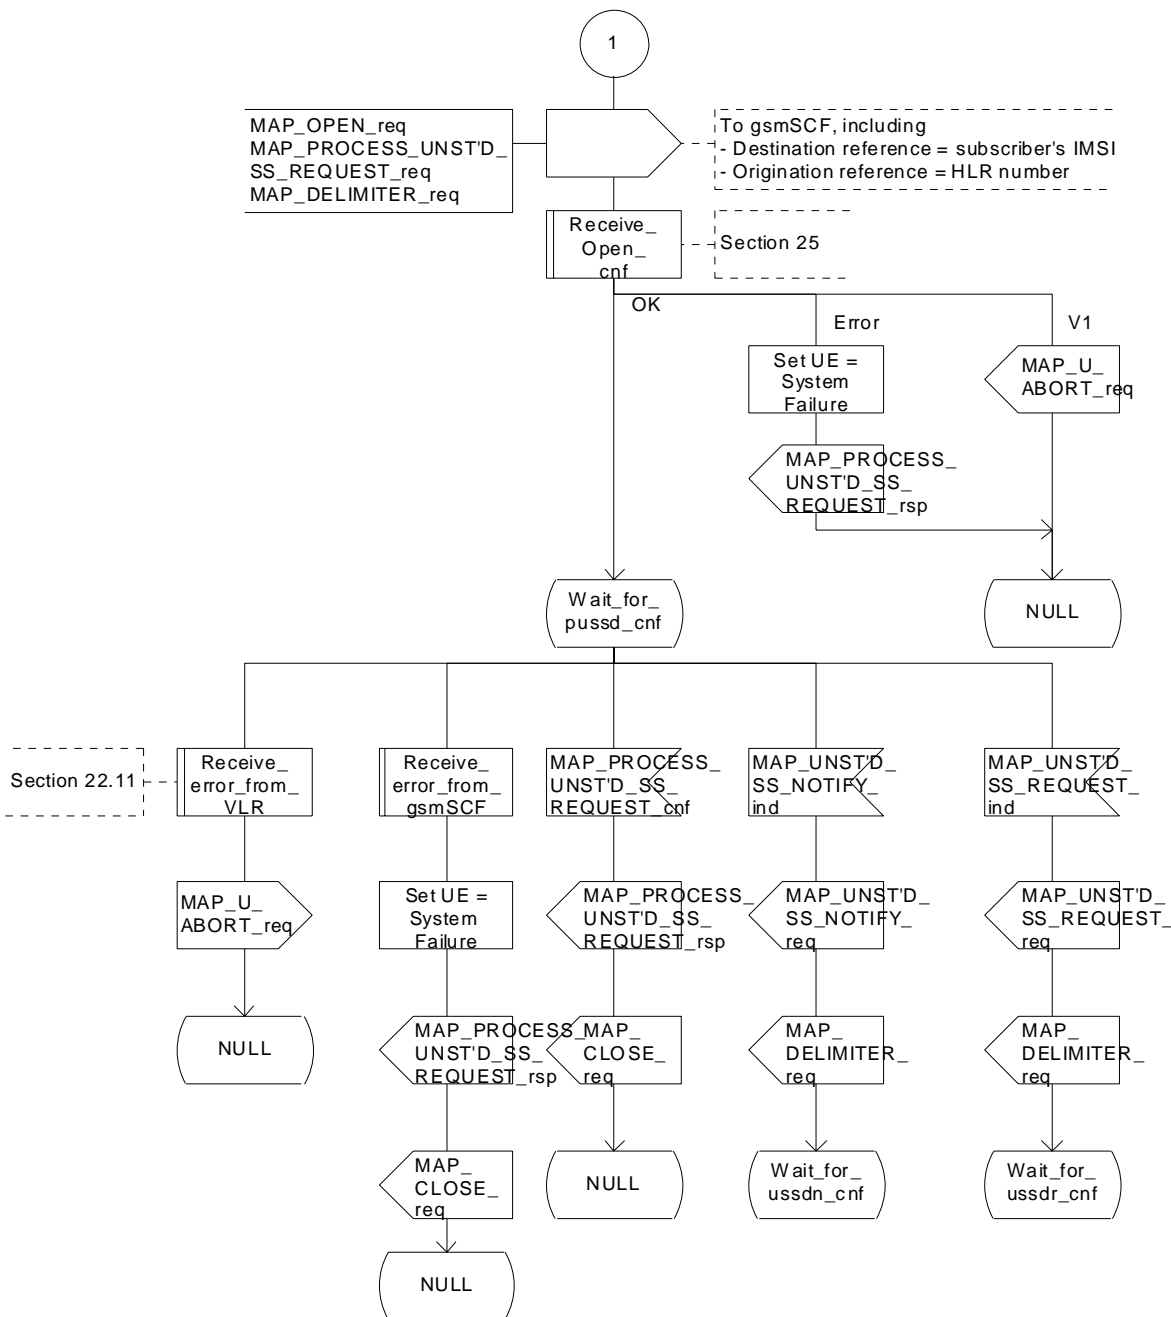 1
MAP_OPEN_req
MAP_PROCESS_UNST'D_
SS_REQUEST_req
MAP_DELIMITER_req
To gsmSCF, including
- Destination reference = subscriber's IMSI
- Origination reference = HLR number
Receive_
Open_
cnf
Section 25
OK
Error
V1
Set UE =
System
Failure
MAP_U_
ABORT_req
MAP_PROCESS_
UNST'D_SS_
REQUEST_rsp
Wait_for_
pussd_cnf
NULL
Section 22.11
Receive_
error_from_
VLR
Receive_
error_from_
gsmSCF
MAP_PROCESS_
UNST'D_SS_
REQUEST_cnf
MAP_UNST'D_
SS_NOTIFY_
ind
MAP_UNST'D_
SS_REQUEST_
ind
MAP_U_
ABORT_req
Set UE =
System
Failure
MAP_PROCESS_
UNST'D_SS_
REQUEST_rsp
MAP_UNST'D_
SS_NOTIFY_
req
MAP_UNST'D_
SS_REQUEST_
req
NULL
MAP_PROCESS_
UNST'D_SS_
REQUEST_rsp
MAP_
CLOSE_
req
MAP_
DELIMITER_
req
MAP_
DELIMITER_
req
MAP_
CLOSE_
req
NULL
Wait_for_
ussdn_cnf
Wait_for_
ussdr_cnf
NULL